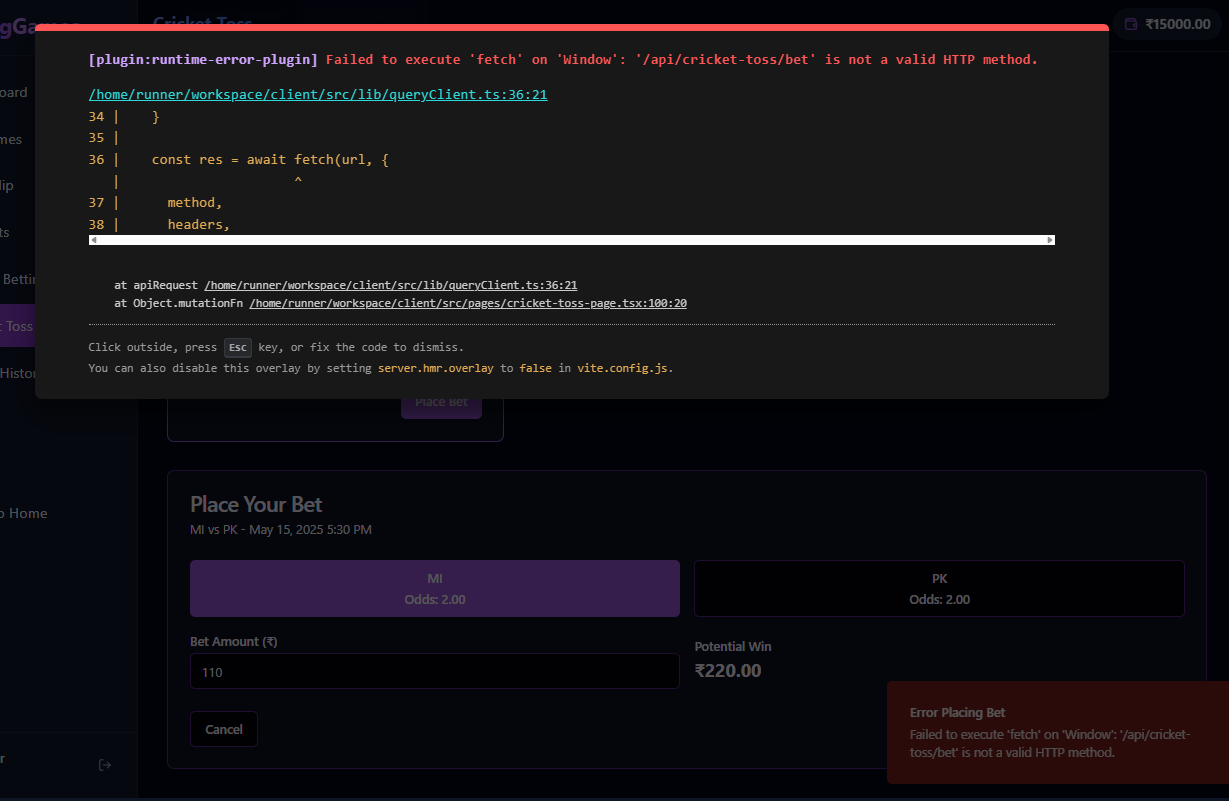 Cricket Toss
₹15000.00
[plugin:runtime-error-plugin] Failed to execute 'fetch' on 'Window': '/api/cricket-toss/bet' is not a valid HTTP method.
/home/runner/workspace/client/src/lib/queryClient.ts:36:21
34 |    }
35 |
36 |    const res = await fetch(url, {
   |                      ^
37 |      method,
38 |      headers,
at apiRequest /home/runner/workspace/client/src/lib/queryClient.ts:36:21
at Object.mutationFn /home/runner/workspace/client/src/pages/cricket-toss-page.tsx:100:20
Click outside, press Esc key, or fix the code to dismiss.
You can also disable this overlay by setting server.hmr.overlay to false in vite.config.js.
oard
mes
lip
ts
Bettin
t Toss
Histor
o Home
r
Place Bet
Place Your Bet
MI vs PK - May 15, 2025 5:30 PM
MI
Odds: 2.00
PK
Odds: 2.00
Bet Amount (₹)
110
Potential Win
₹220.00
Cancel
Error Placing Bet
Failed to execute 'fetch' on 'Window': '/api/cricket-
toss/bet' is not a valid HTTP method.